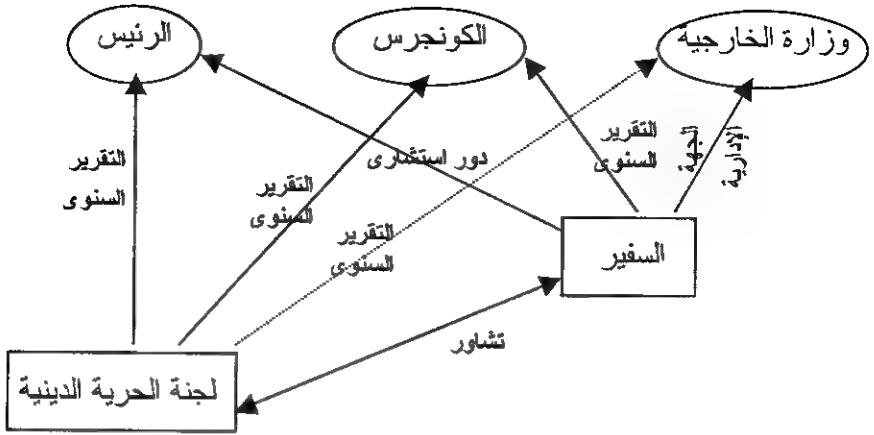 وزارة الخارجية
الكونجرس
الرئيس
التقرير
السنوى
الجهة
الإدارية
دور استشارى
التقرير
السنوى
التقرير
السنوى
التقرير
السنوى
السفير
تشاور
لجنة الحرية الدينية